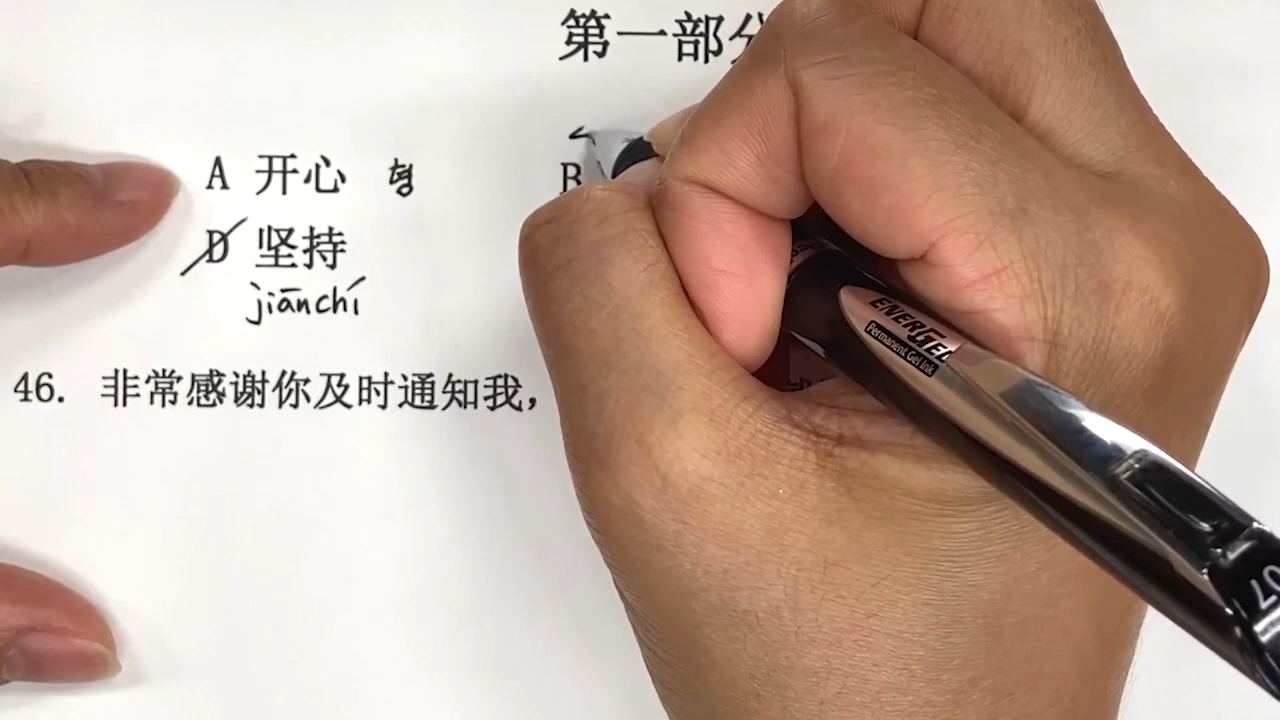 第一部分
A 开心 B
D 坚持
jiānchí
46. 非常感谢你及时通知我，
ENERGEL
Permanent Gel Ink
07